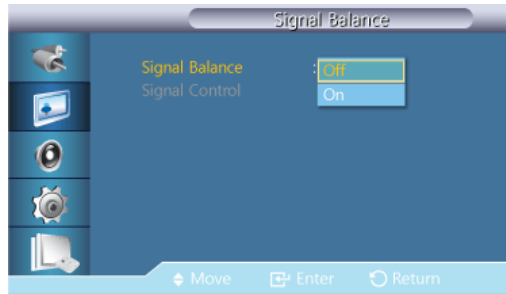 Signal Balance
Signal Balance : Off
Signal Control On
Move Enter Return